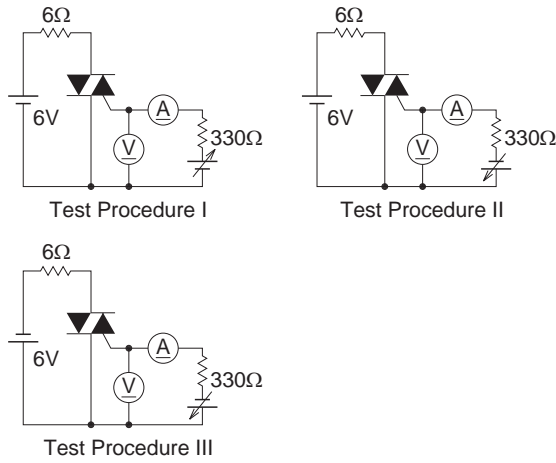 6Ω
6V
A
V
330Ω
Test Procedure I
6Ω
6V
A
V
330Ω
Test Procedure II
6Ω
6V
A
V
330Ω
Test Procedure III